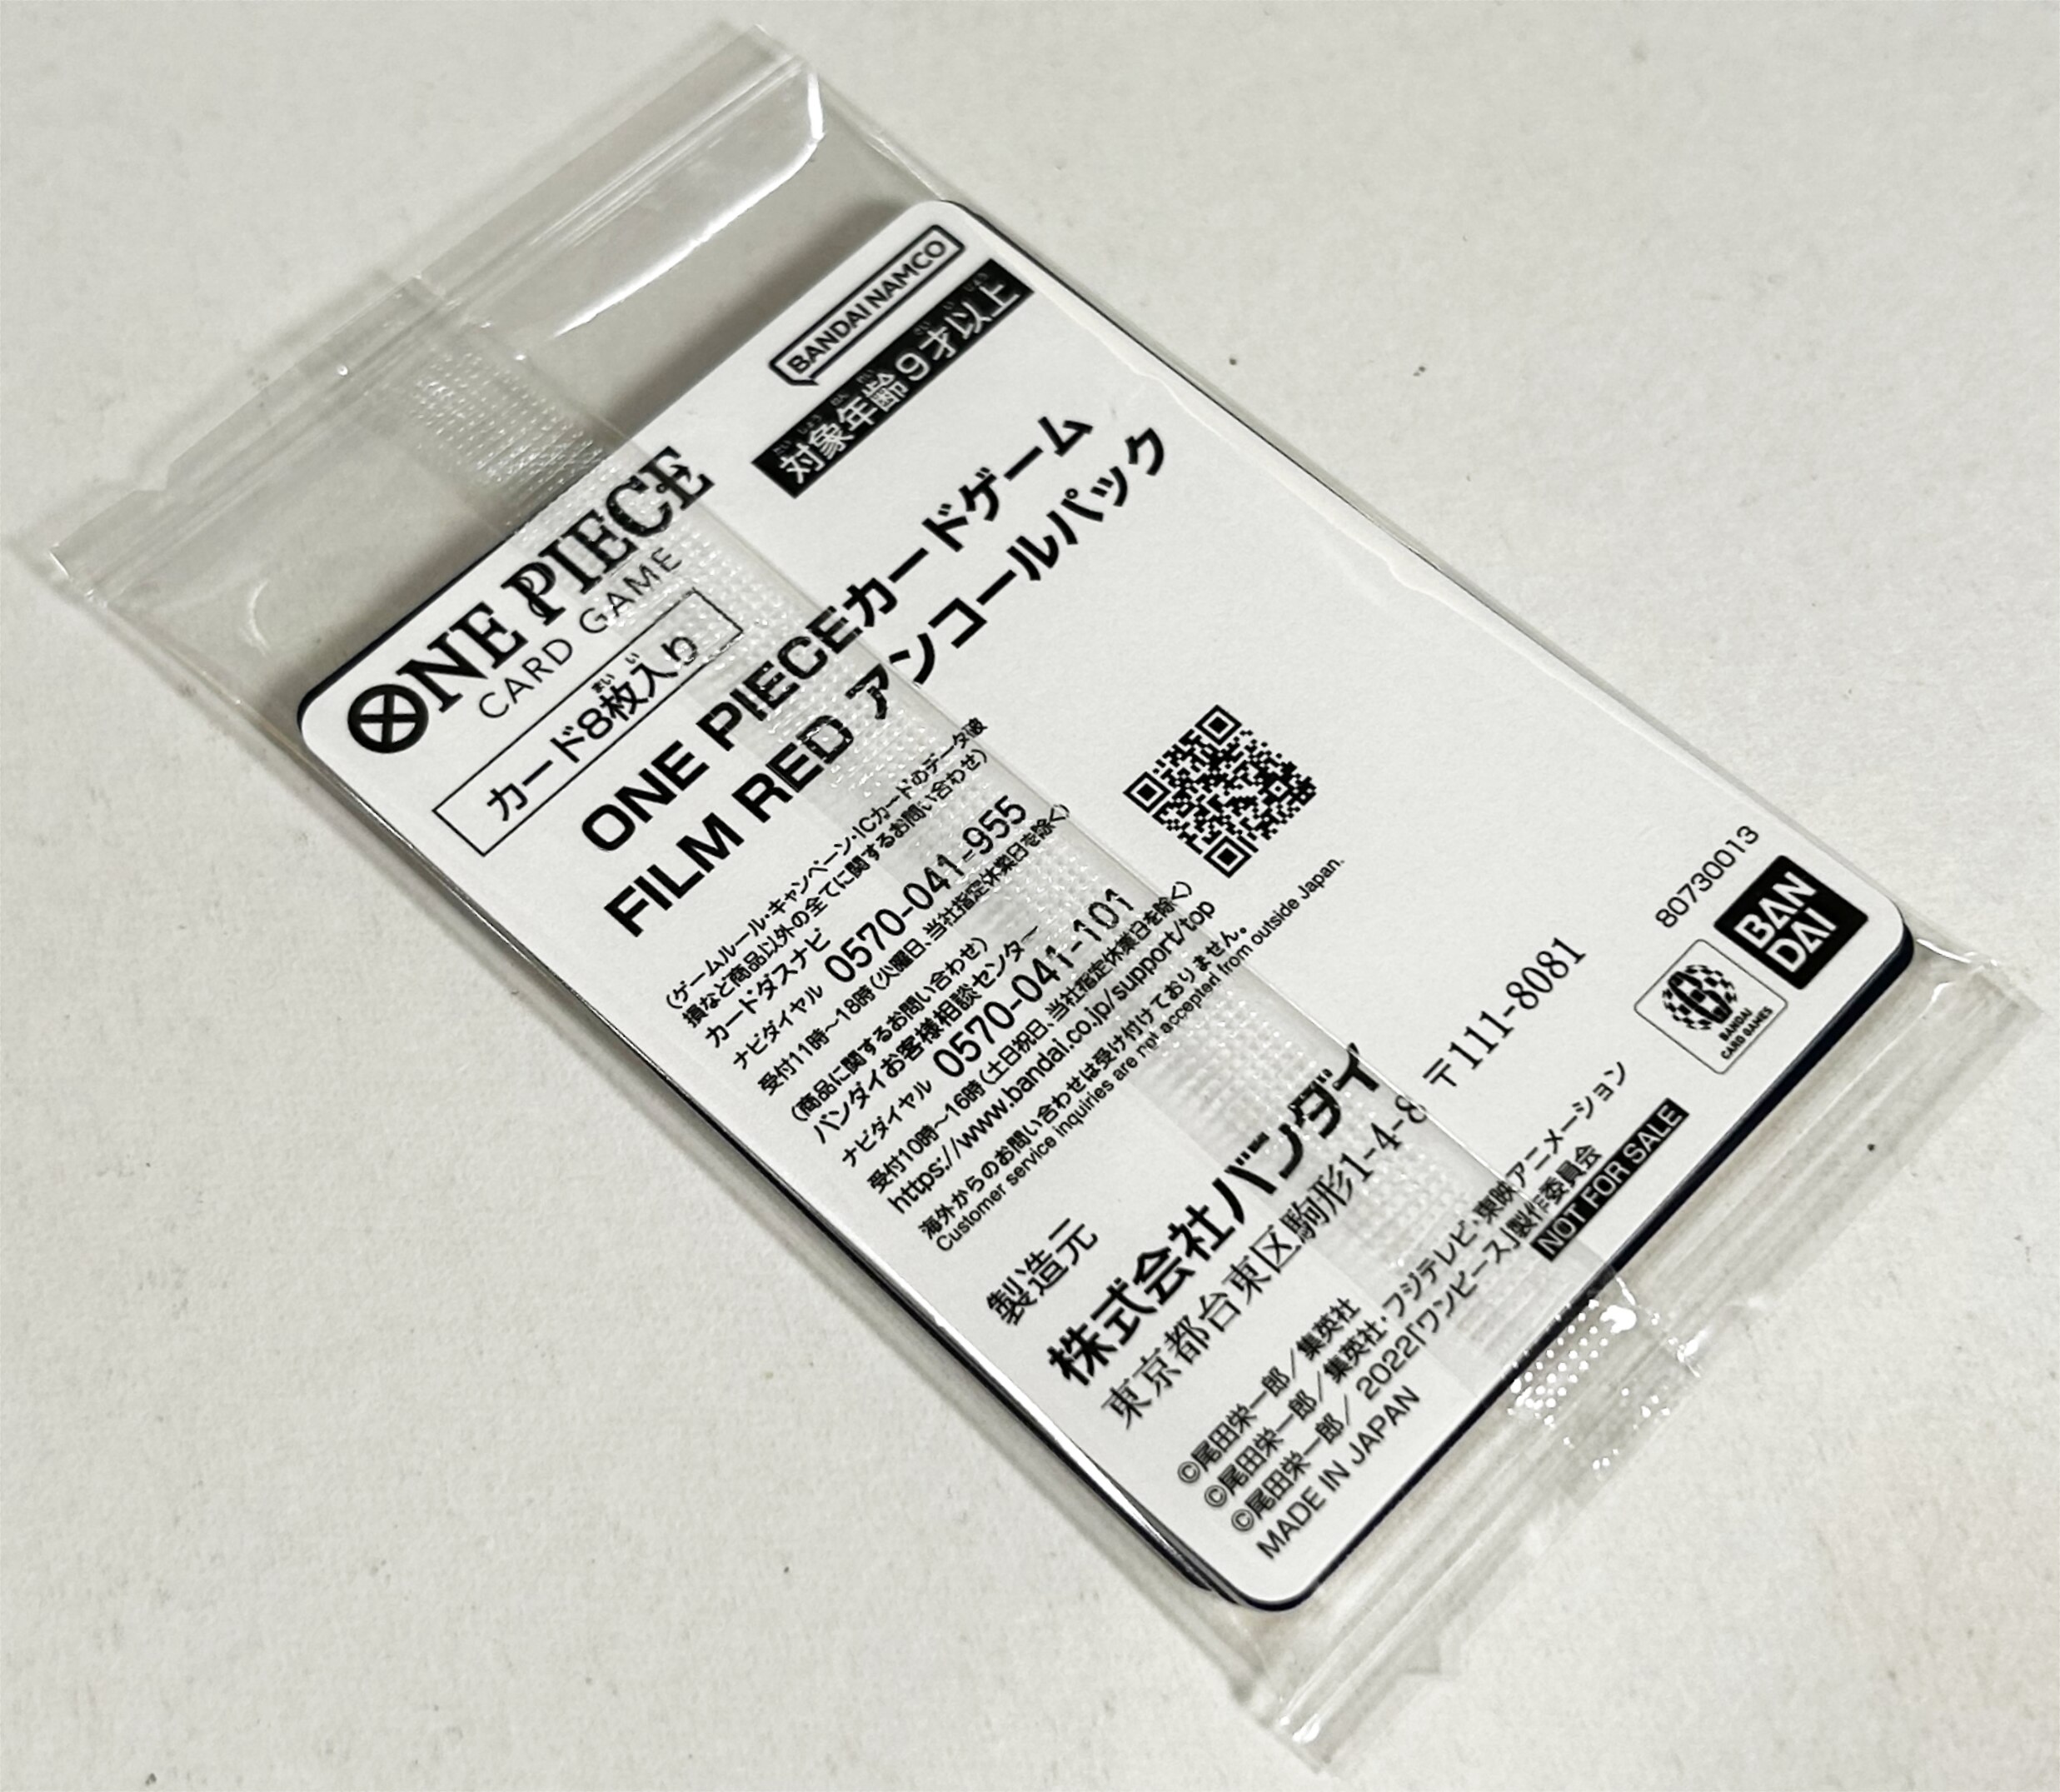 ONE PIECE
CARD GAME
BANDAI NAMCO
対象年齢9才以上
カード8枚入り
ONE PIECEカードゲーム
FILM RED アンコールパック
(ゲームルール・キャンペーン・ICカードのデータ破
損など商品以外の全てに関するお問い合わせ)
カードダスナビ
ナビダイヤル 0570-041-955
受付11時〜18時(火曜日、当社指定休業日を除く)
(商品に関するお問い合わせ)
バンダイお客様相談センター
ナビダイヤル 0570-041-101
受付10時〜16時(土日祝日、当社指定休業日を除く)
https://www.bandai.co.jp/support/top
海外からのお問い合わせは受け付けておりません。
Customer service inquiries are not accepted from outside Japan.
製造元
株式会社バンダイ
東京都台東区駒形1-4-8 〒111-8081
©尾田栄一郎/集英社
©尾田栄一郎/集英社・フジテレビ・東映アニメーション
©尾田栄一郎/2022「ワンピース」製作委員会
MADE IN JAPAN
NOT FOR SALE
BANDAI
CARD GAMES
80730013
BAN
DAI